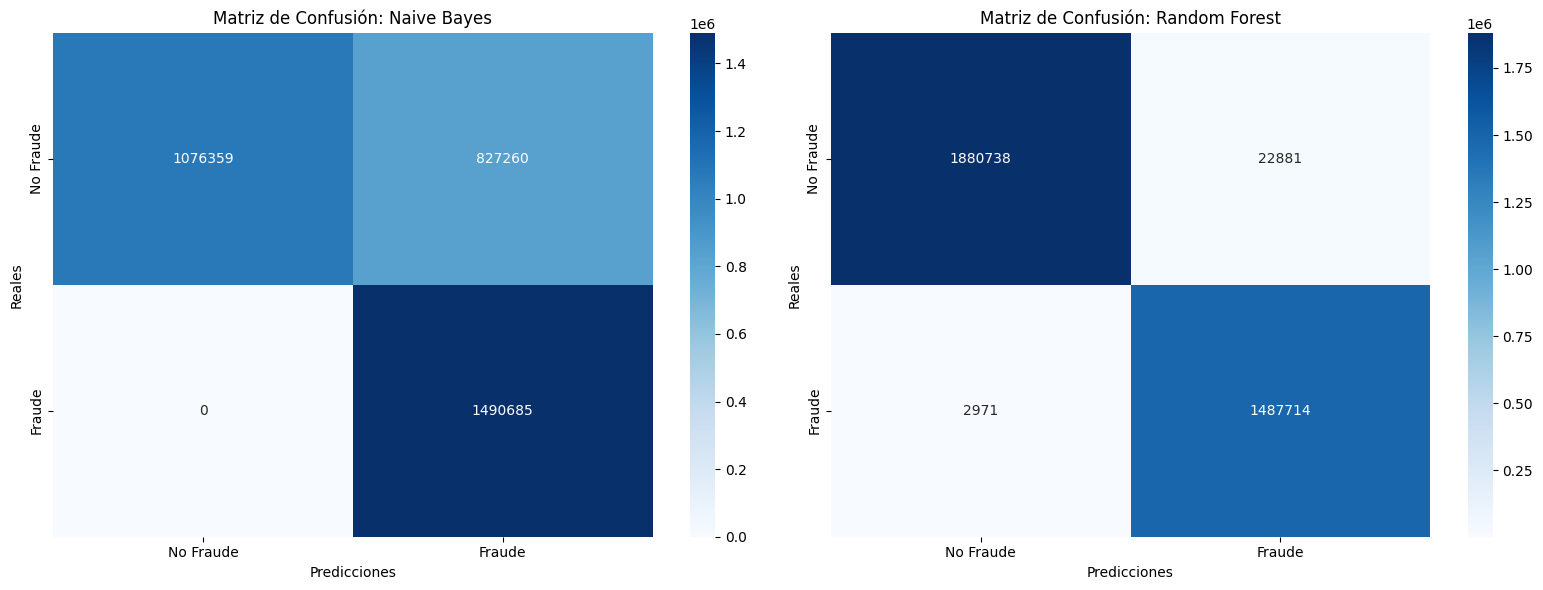 Matriz de Confusión: Naive Bayes
1e6
No Fraude
1076359
827260
Fraude
0
1490685
Reales
No Fraude
Fraude
Predicciones
1.4
1.2
1.0
0.8
0.6
0.4
0.2
0.0
Matriz de Confusión: Random Forest
1e6
No Fraude
1880738
22881
Fraude
2971
1487714
Reales
No Fraude
Fraude
Predicciones
1.75
1.50
1.25
1.00
0.75
0.50
0.25